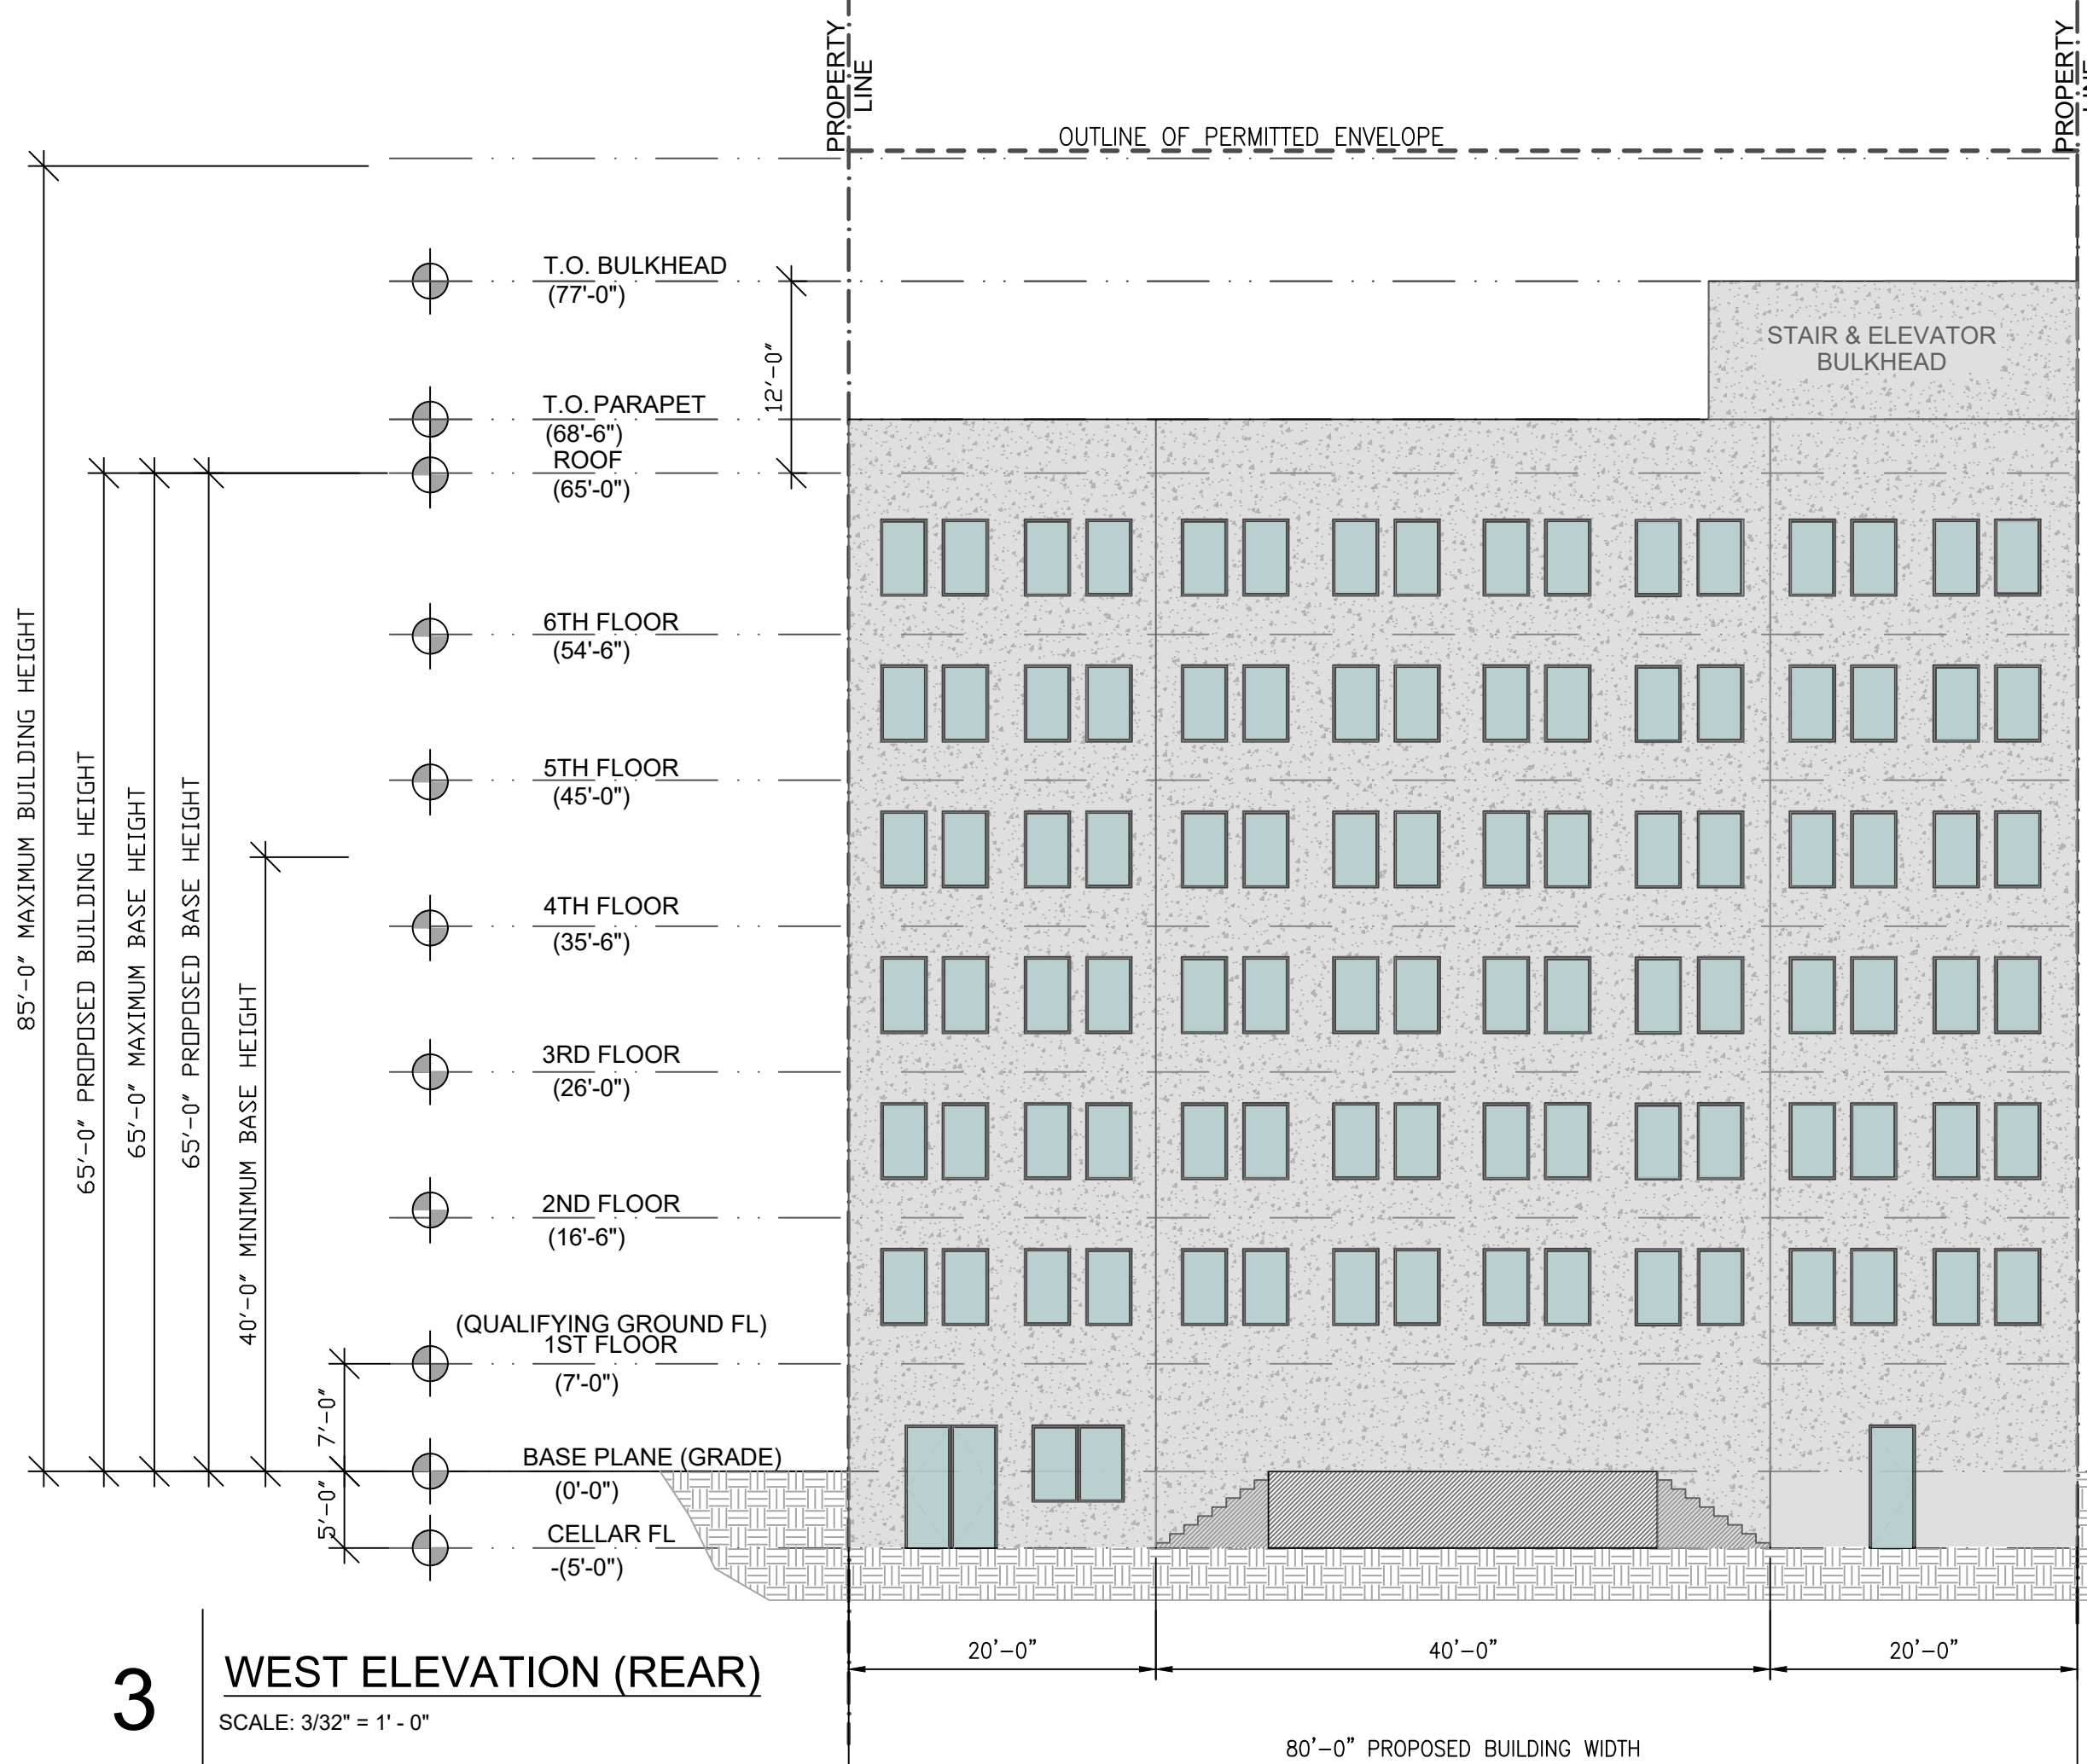 PROPERTY
LINE
PROPERTY
LINE
OUTLINE OF PERMITTED ENVELOPE
T.O. BULKHEAD
(77'-0")
STAIR & ELEVATOR
BULKHEAD
12'-0"
T.O. PARAPET
(68'-6")
ROOF
(65'-0")
6TH FLOOR
(54'-6")
5TH FLOOR
(45'-0")
4TH FLOOR
(35'-6")
3RD FLOOR
(26'-0")
2ND FLOOR
(16'-6")
(QUALIFYING GROUND FL)
1ST FLOOR
(7'-0")
BASE PLANE (GRADE)
(0'-0")
CELLAR FL
-(5'-0")
85'-0" MAXIMUM BUILDING HEIGHT
65'-0" PROPOSED BUILDING HEIGHT
65'-0" MAXIMUM BASE HEIGHT
65'-0" PROPOSED BASE HEIGHT
40'-0" MINIMUM BASE HEIGHT
7'-0"
5'-0"
20'-0"
40'-0"
20'-0"
80'-0" PROPOSED BUILDING WIDTH
3
WEST ELEVATION (REAR)
SCALE: 3/32" = 1' - 0"